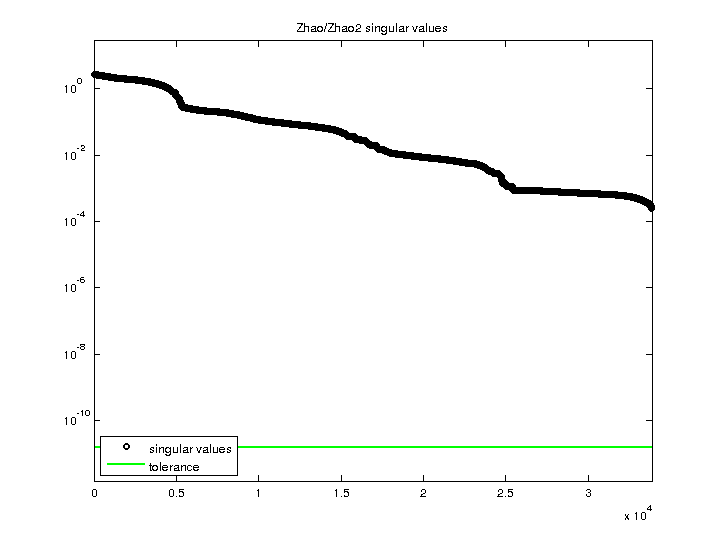 Zhao/Zhao2 singular values
10^0
10^-2
10^-4
10^-6
10^-8
10^-10
singular values
tolerance
0 0.5 1 1.5 2 2.5 3
x 10^4